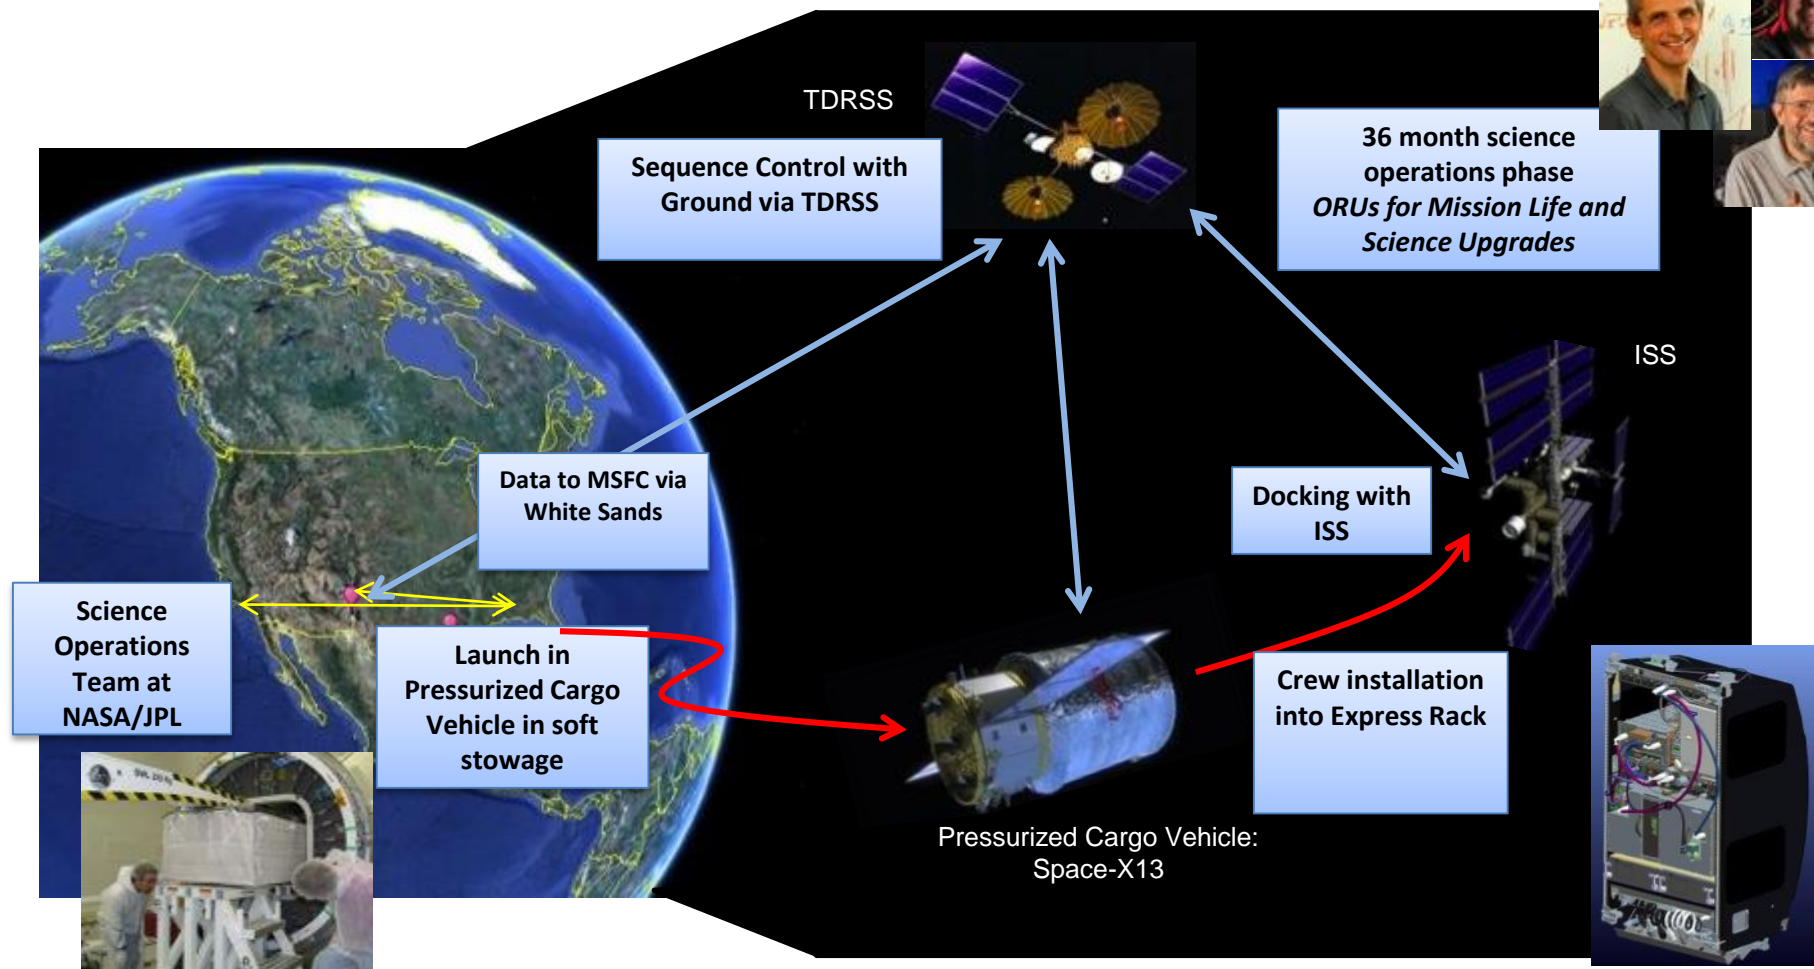 TDRSS
Sequence Control with
Ground via TDRSS
36 month science
operations phase
ORUs for Mission Life and
Science Upgrades
ISS
Data to MSFC via
White Sands
Docking with
ISS
Science
Operations
Team at
NASA/JPL
Launch in
Pressurized Cargo
Vehicle in soft
stowage
Crew installation
into Express Rack
Pressurized Cargo Vehicle:
Space-X13